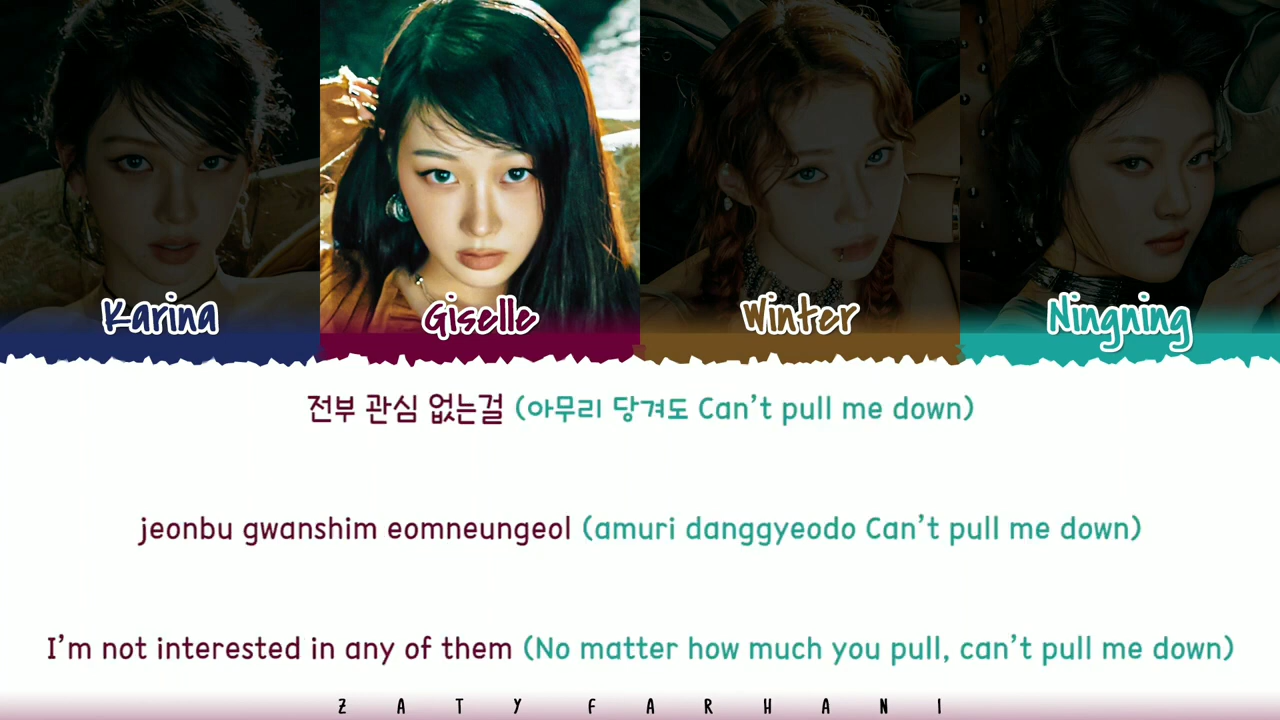 Karina
Giselle
Winter
Ningning
전부 관심 없는걸 (아무리 당겨도 Can't pull me down)
jeonbu gwanshim eomneungeol (amuri danggyeodo Can't pull me down)
I'm not interested in any of them (No matter how much you pull, can't pull me down)
ZATY FARHANI